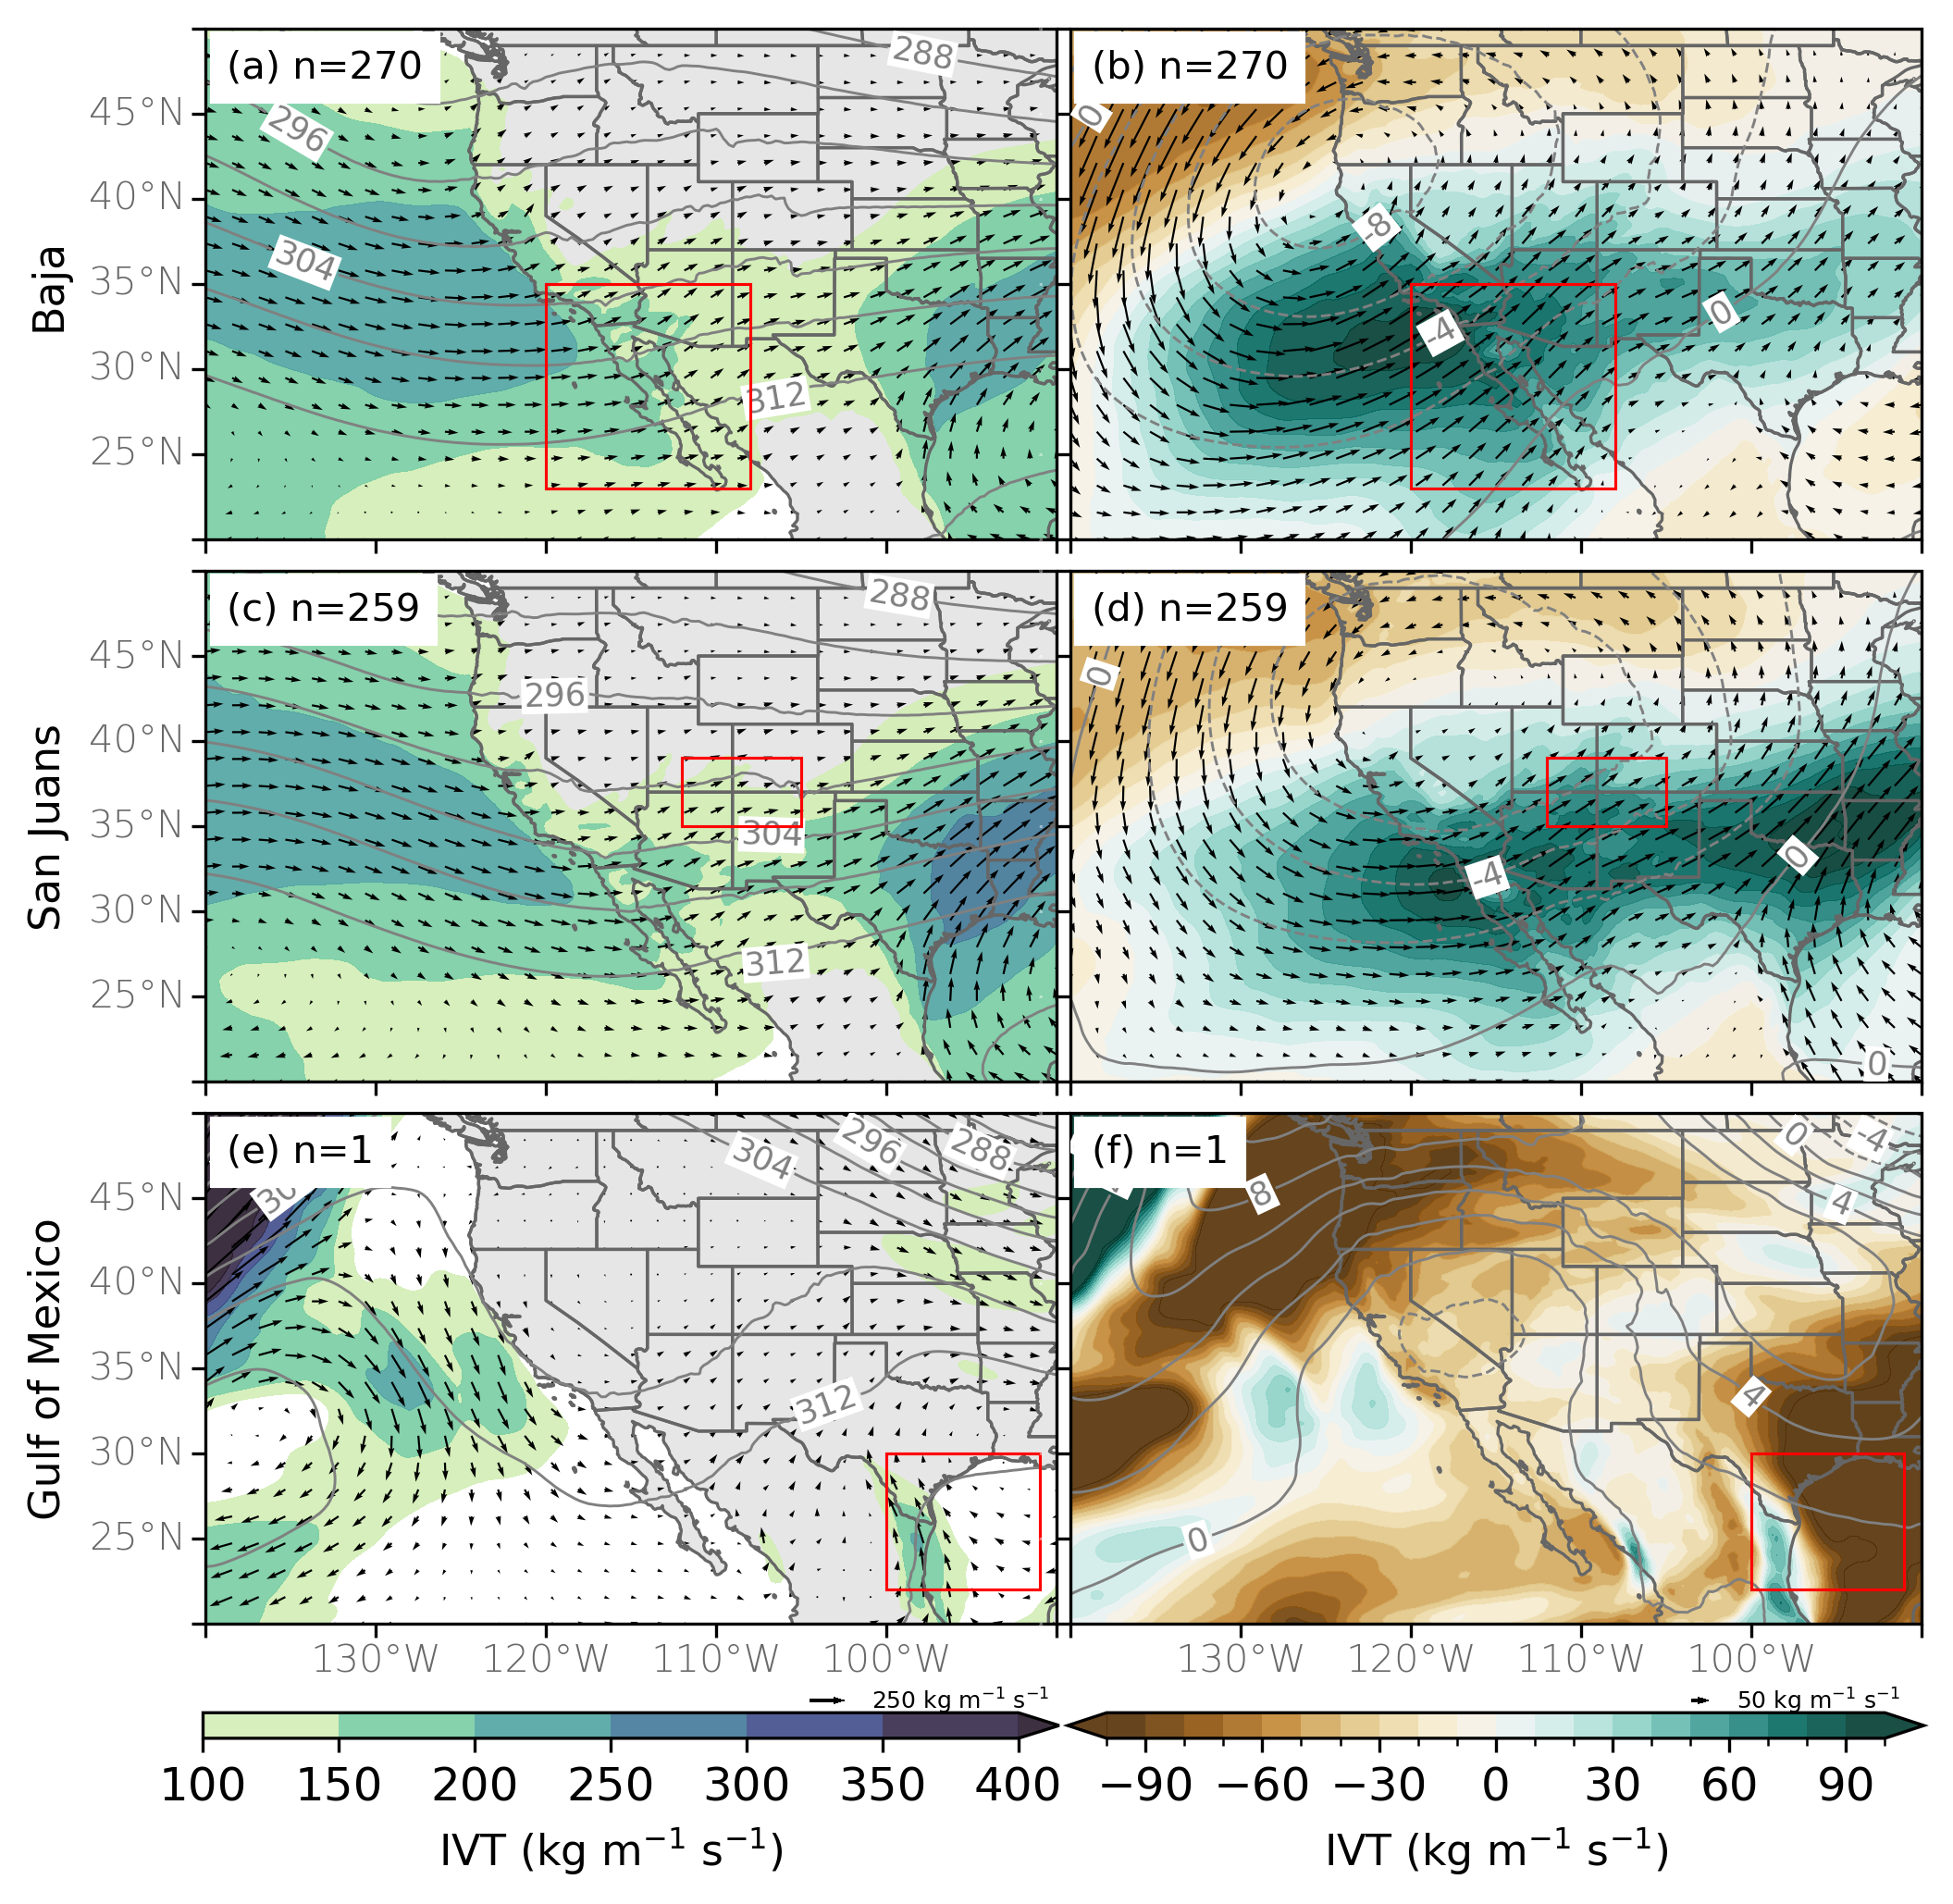 (a) n=270
288
296
304
312
45°N
40°N
35°N
30°N
25°N
Baja
(b) n=270
0
-8
-4
0
(c) n=259
288
296
304
312
45°N
40°N
35°N
30°N
25°N
San Juans
(d) n=259
0
-4
0
0
(e) n=1
304
296
288
312
45°N
40°N
35°N
30°N
25°N
Gulf of Mexico
(f) n=1
8
0
-4
4
4
0
130°W 120°W 110°W 100°W
130°W 120°W 110°W 100°W
250 kg m⁻¹ s⁻¹
50 kg m⁻¹ s⁻¹
100 150 200 250 300 350 400
−90 −60 −30 0 30 60 90
IVT (kg m⁻¹ s⁻¹)
IVT (kg m⁻¹ s⁻¹)